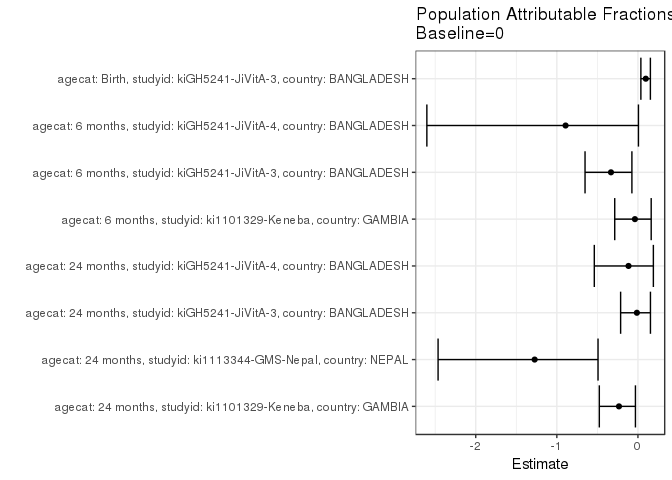 Population Attributable Fractions
Baseline=0
agecat: Birth, studyid: kiGH5241-JiVitA-3, country: BANGLADESH
agecat: 6 months, studyid: kiGH5241-JiVitA-4, country: BANGLADESH
agecat: 6 months, studyid: kiGH5241-JiVitA-3, country: BANGLADESH
agecat: 6 months, studyid: ki1101329-Keneba, country: GAMBIA
agecat: 24 months, studyid: kiGH5241-JiVitA-4, country: BANGLADESH
agecat: 24 months, studyid: kiGH5241-JiVitA-3, country: BANGLADESH
agecat: 24 months, studyid: ki1113344-GMS-Nepal, country: NEPAL
agecat: 24 months, studyid: ki1101329-Keneba, country: GAMBIA
-2 -1 0
Estimate